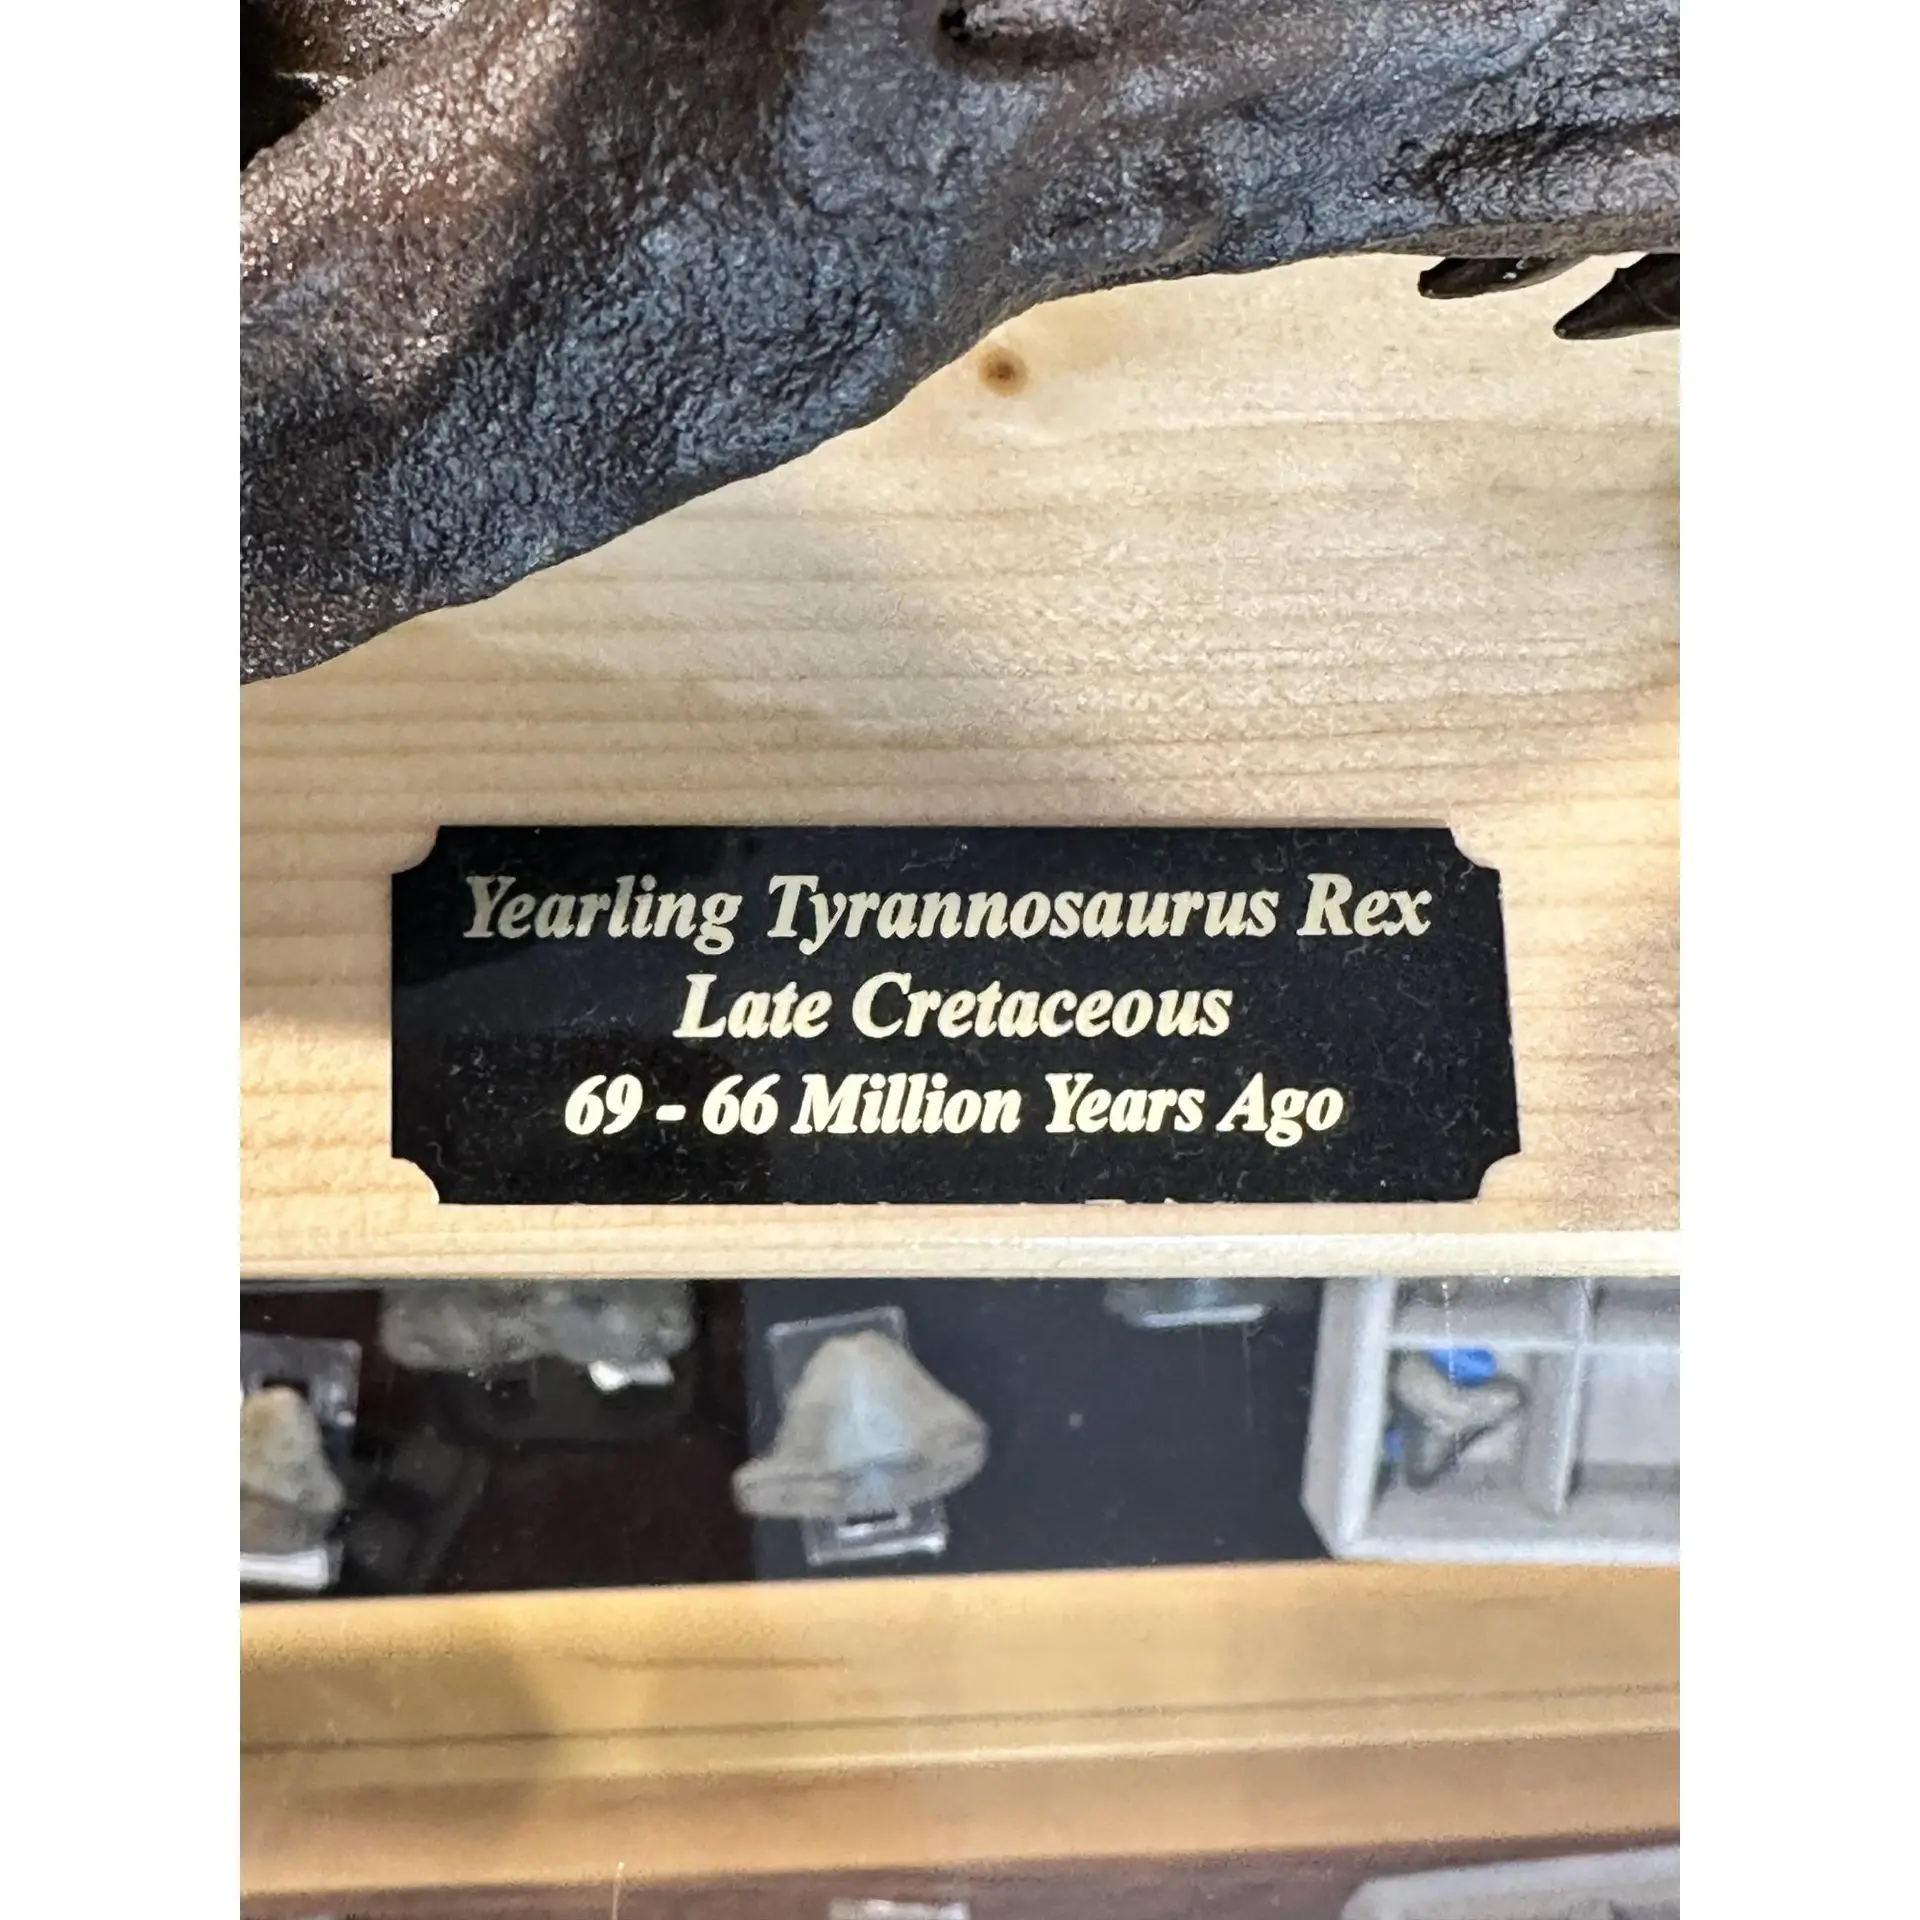 Yearling Tyrannosaurus Rex
Late Cretaceous
69 - 66 Million Years Ago